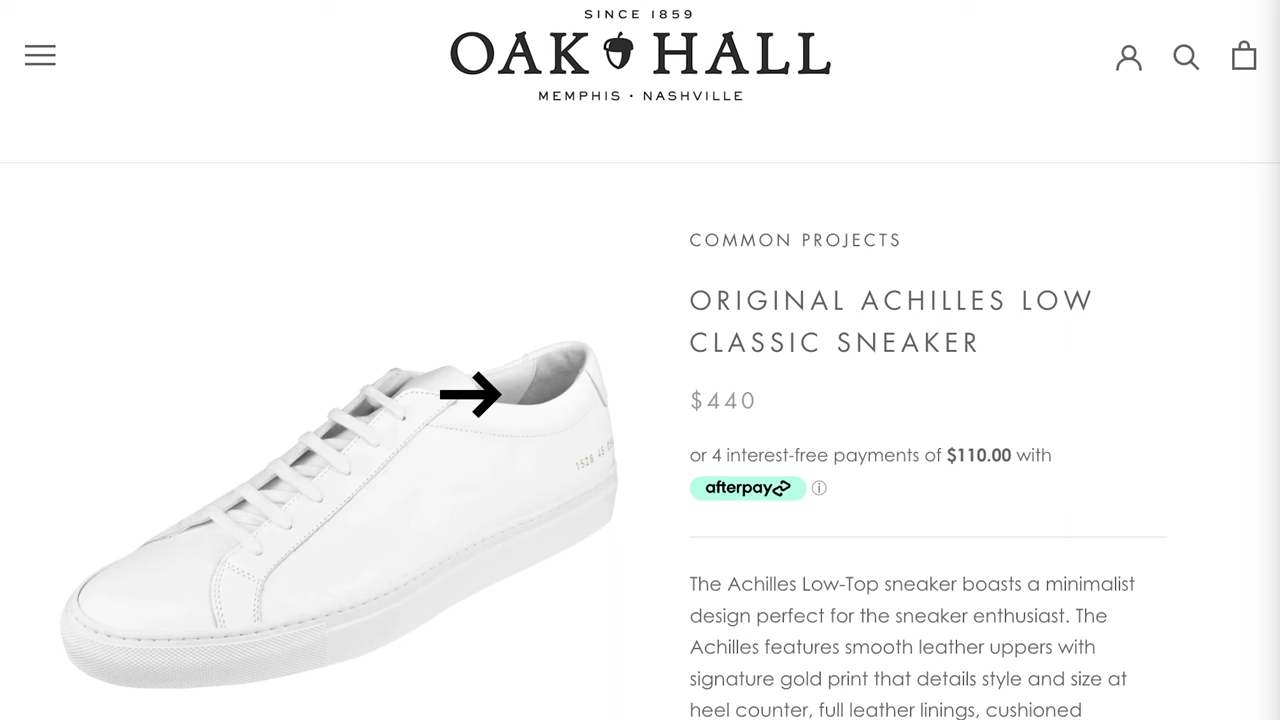 SINCE 1859
OAK HALL
MEMPHIS • NASHVILLE
COMMON PROJECTS
ORIGINAL ACHILLES LOW
CLASSIC SNEAKER
$440
or 4 interest-free payments of $110.00 with
afterpay
The Achilles Low-Top sneaker boasts a minimalist
design perfect for the sneaker enthusiast. The
Achilles features smooth leather uppers with
signature gold print that details style and size at
heel counter, full leather linings, cushioned
1528 45